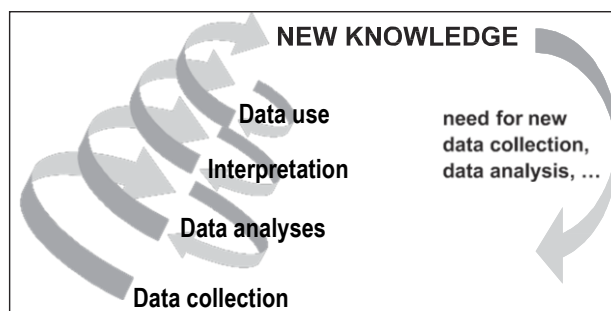 NEW KNOWLEDGE
Data use
Interpretation
Data analyses
Data collection
need for new
data collection,
data analysis, ...